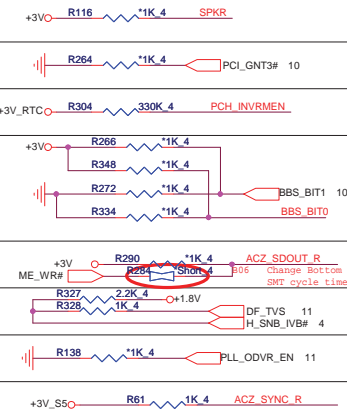 +3V R116 *1K_4 SPKR
R264 *1K_4 PCI_GNT3# 10
+3V_RTC R304 330K_4 PCH_INVRMEN
+3V R266 *1K_4
R348 *1K_4
R272 *1K_4 BBS_BIT1 10
R334 *1K_4 BBS_BIT0
+3V R290 *1K_4 ACZ_SDOUT_R
ME_WR# R284 *Short_4 B06 Change Bottom
SMT cycle time
R327 2.2K_4 +1.8V
R328 1K_4 DF_TVS 11
H_SNB_IVB# 4
R138 *1K_4 PLL_ODVR_EN 11
+3V_S5 R61 1K_4 ACZ_SYNC_R